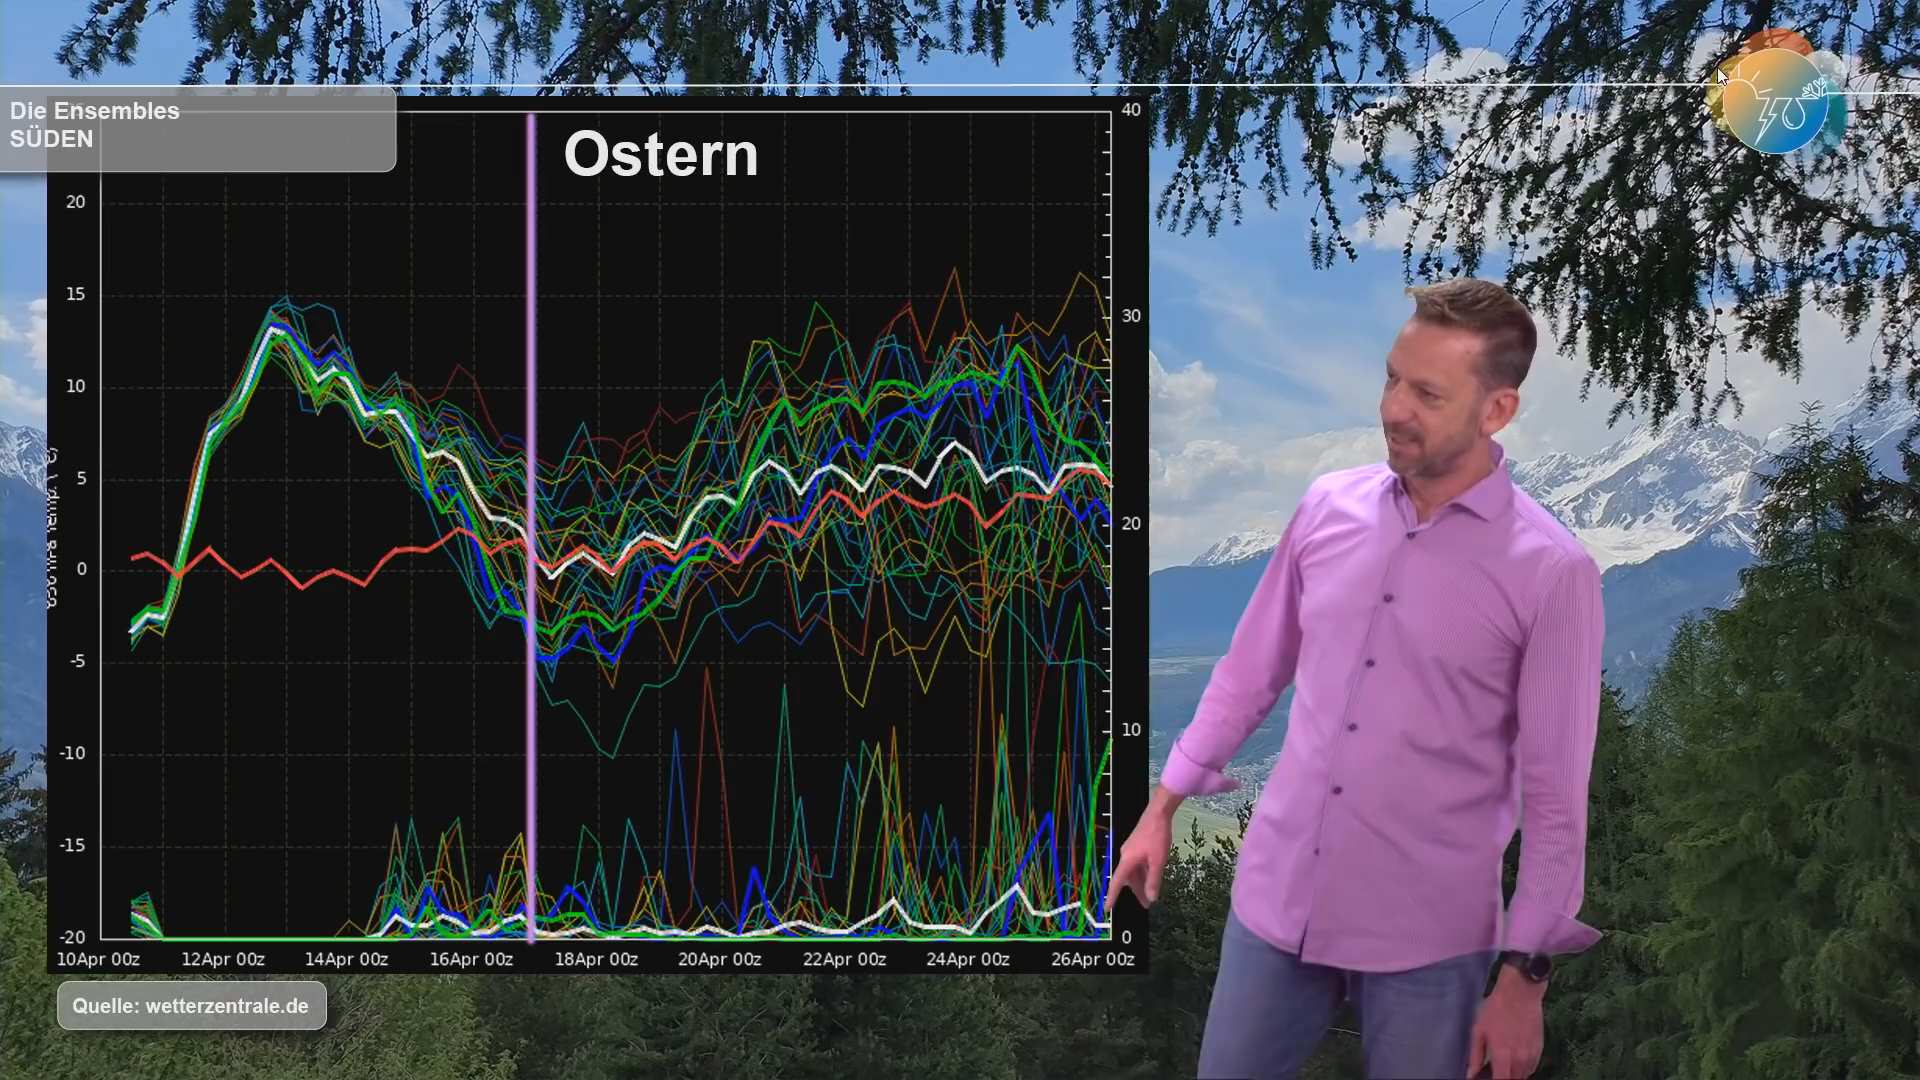 Die Ensembles
SÜDEN
Ostern
40
20
15
30
10
5
20
0
-5
10
-10
-15
-20
0
10Apr 00z 12Apr 00z 14Apr 00z 16Apr 00z 18Apr 00z 20Apr 00z 22Apr 00z 24Apr 00z 26Apr 00z
Quelle: wetterzentrale.de